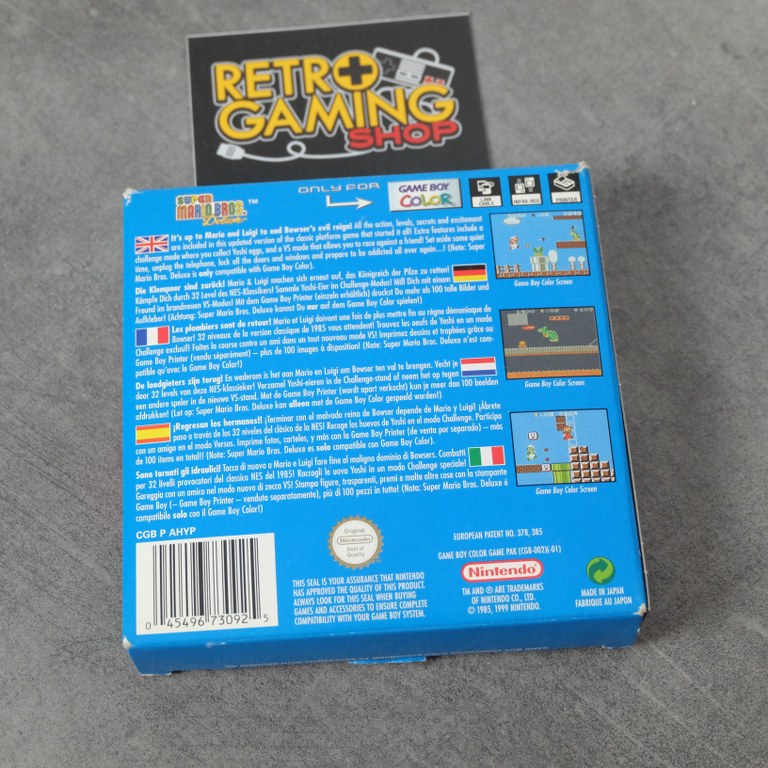 RETRO
GAMING
SHOP
SUPER
MARIO BROS.
Deluxe
™
ONLY FOR
GAME BOY
COLOR
LINK
CABLE
INFRA-RED
PRINTER
It's up to Mario and Luigi to end Bowser's evil reign! All the action, levels, secrets and excitement
are included in this updated version of the classic platform game that started it all! Extra features include a
challenge mode where you collect Yoshi eggs, and a VS mode that allows you to race against a friend! Set aside some quiet
time, unplug the telephone, lock all the doors and windows and prepare to be addicted all over again...! (Note: Super
Mario Bros. Deluxe is only compatible with Game Boy Color).
Die Klempner sind zurück! Mario & Luigi machen sich erneut auf, das Königreich der Pilze zu retten!
Kämpfe Dich durch 32 Level des NES-Klassikers! Sammle Yoshi-Eier im Challenge-Modus! Miß Dich mit einem
Freund im brandneuen VS-Modus! Mit dem Game Boy Printer (einzeln erhältlich) druckst Du mehr als 100 tolle Bilder und
Aufkleber! (Achtung: Super Mario Bros. Deluxe kannst Du nur auf dem Game Boy Color spielen!)
Les plombiers sont de retour! Mario et Luigi doivent une fois de plus mettre fin au règne démoniaque de
Bowser! 32 niveaux de la version classique de 1985 vous attendent! Trouvez les œufs de Yoshi en un mode
Challenge exclusif! Faites la course contre un ami dans un tout nouveau mode VS! Imprimez dessins et trophées grâce au
Game Boy Printer (vendu séparément) – plus de 100 images à disposition! (Note: Super Mario Bros. Deluxe n'est com-
patible qu'avec le Game Boy Color!)
De loodgieters zijn terug! En wederom is het aan Mario en Luigi om Bowser ten val te brengen. Vecht je
door 32 levels van deze NES-klassieker! Verzamel Yoshi-eieren in de Challenge-stand of neem het op tegen
een andere speler in de nieuwe VS-stand. Met de Game Boy Printer (wordt apart verkocht) kun je meer dan 100 beelden
afdrukken! (Let op: Super Mario Bros. Deluxe kan alleen met de Game Boy Color gespeeld worden!)
¡Regresan los hermanos!! ¡Terminar con el malvado reino de Bowser depende de Mario y Luigi! ¡Ábrete
paso a través de los 32 niveles del clásico de la NES! Recoge los huevos de Yoshi en el modo Challenge. Participa
con un amigo en el modo Versus. Imprime fotos, carteles, y más con la Game Boy Printer (de venta por separado) – más
de 100 items en total!! (Nota: Super Mario Bros. Deluxe es solo compatible con Game Boy Color).
Sono tornati gli idraulici! Tocca di nuovo a Mario e Luigi fare fine al maligno dominio di Bowsers. Combatti
per 32 livelli provocatori del classico NES del 1985! Raccogli le uova Yoshi in un modo Challenge speciale!
Gareggia con un amico nel modo nuovo di zecca VS! Stampa figure, trasparenti, premi e molto altre cose con la stampante
Game Boy (– Game Boy Printer – venduta separatamente), più di 100 pezzi in tutto! (Nota: Super Mario Bros. Deluxe è
compatibile solo con il Game Boy Color!)
Game Boy Color Screen
Game Boy Color Screen
Game Boy Color Screen
CGB P AHYP
0 45496 73092 5
Original
Nintendo
Seal of
Quality
THIS SEAL IS YOUR ASSURANCE THAT NINTENDO
HAS APPROVED THE QUALITY OF THIS PRODUCT.
ALWAYS LOOK FOR THIS SEAL WHEN BUYING
GAMES AND ACCESSORIES TO ENSURE COMPLETE
COMPATIBILITY WITH YOUR GAME BOY SYSTEM.
EUROPEAN PATENT NO. 378, 385
GAME BOY COLOR GAME PAK (CGB-002)(-01)
Nintendo®
TM AND ® ARE TRADEMARKS
OF NINTENDO CO., LTD.
© 1985, 1999 NINTENDO.
MADE IN JAPAN
FABRIQUE AU JAPON